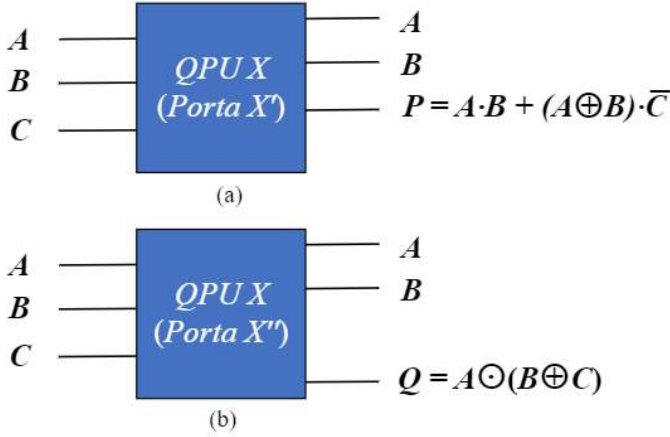 A
B
C
QPU X
(Porta X')
A
B
P = A·B + (A⊕B)·C̅
(a)
A
B
C
QPU X
(Porta X'')
A
B
Q = A⊙(B⊕C)
(b)